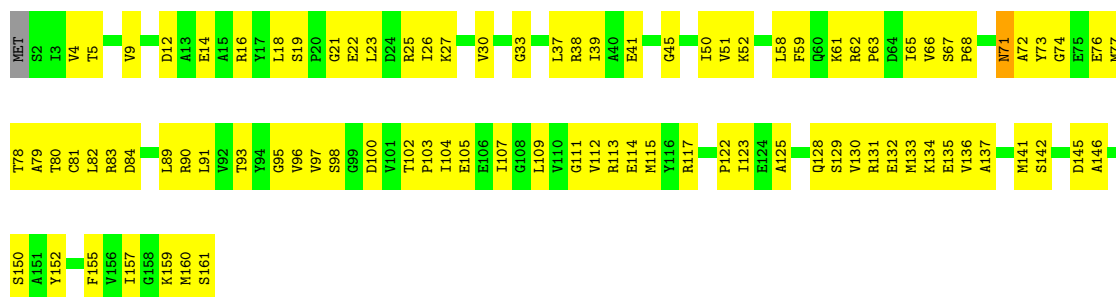 MET S2 I3 V4 T5 V9 D12 A13 E14 A15 R16 Y17 L18 S19 P20 G21 E22 L23 D24 R25 I26 K27 V30 G33 L37 R38 I39 A40 E41 G45 I50 V51 K52 L58 F59 Q60 K61 R62 P63 D64 I65 V66 S67 P68 N71 A72 Y73 G74 E75 E76 M77
T78 A79 T80 C81 L82 R83 D84 L89 R90 L91 V92 T93 Y94 G95 V96 V97 S98 G99 D100 V101 T102 P103 I104 E105 E106 I107 G108 L109 V110 G111 V112 R113 E114 M115 Y116 R117 P122 I123 E124 A125 Q128 S129 V130 R131 E132 M133 K134 E135 V136 A137 M141 S142 D145 A146
S150 A151 Y152 F155 V156 I157 G158 K159 M160 S161